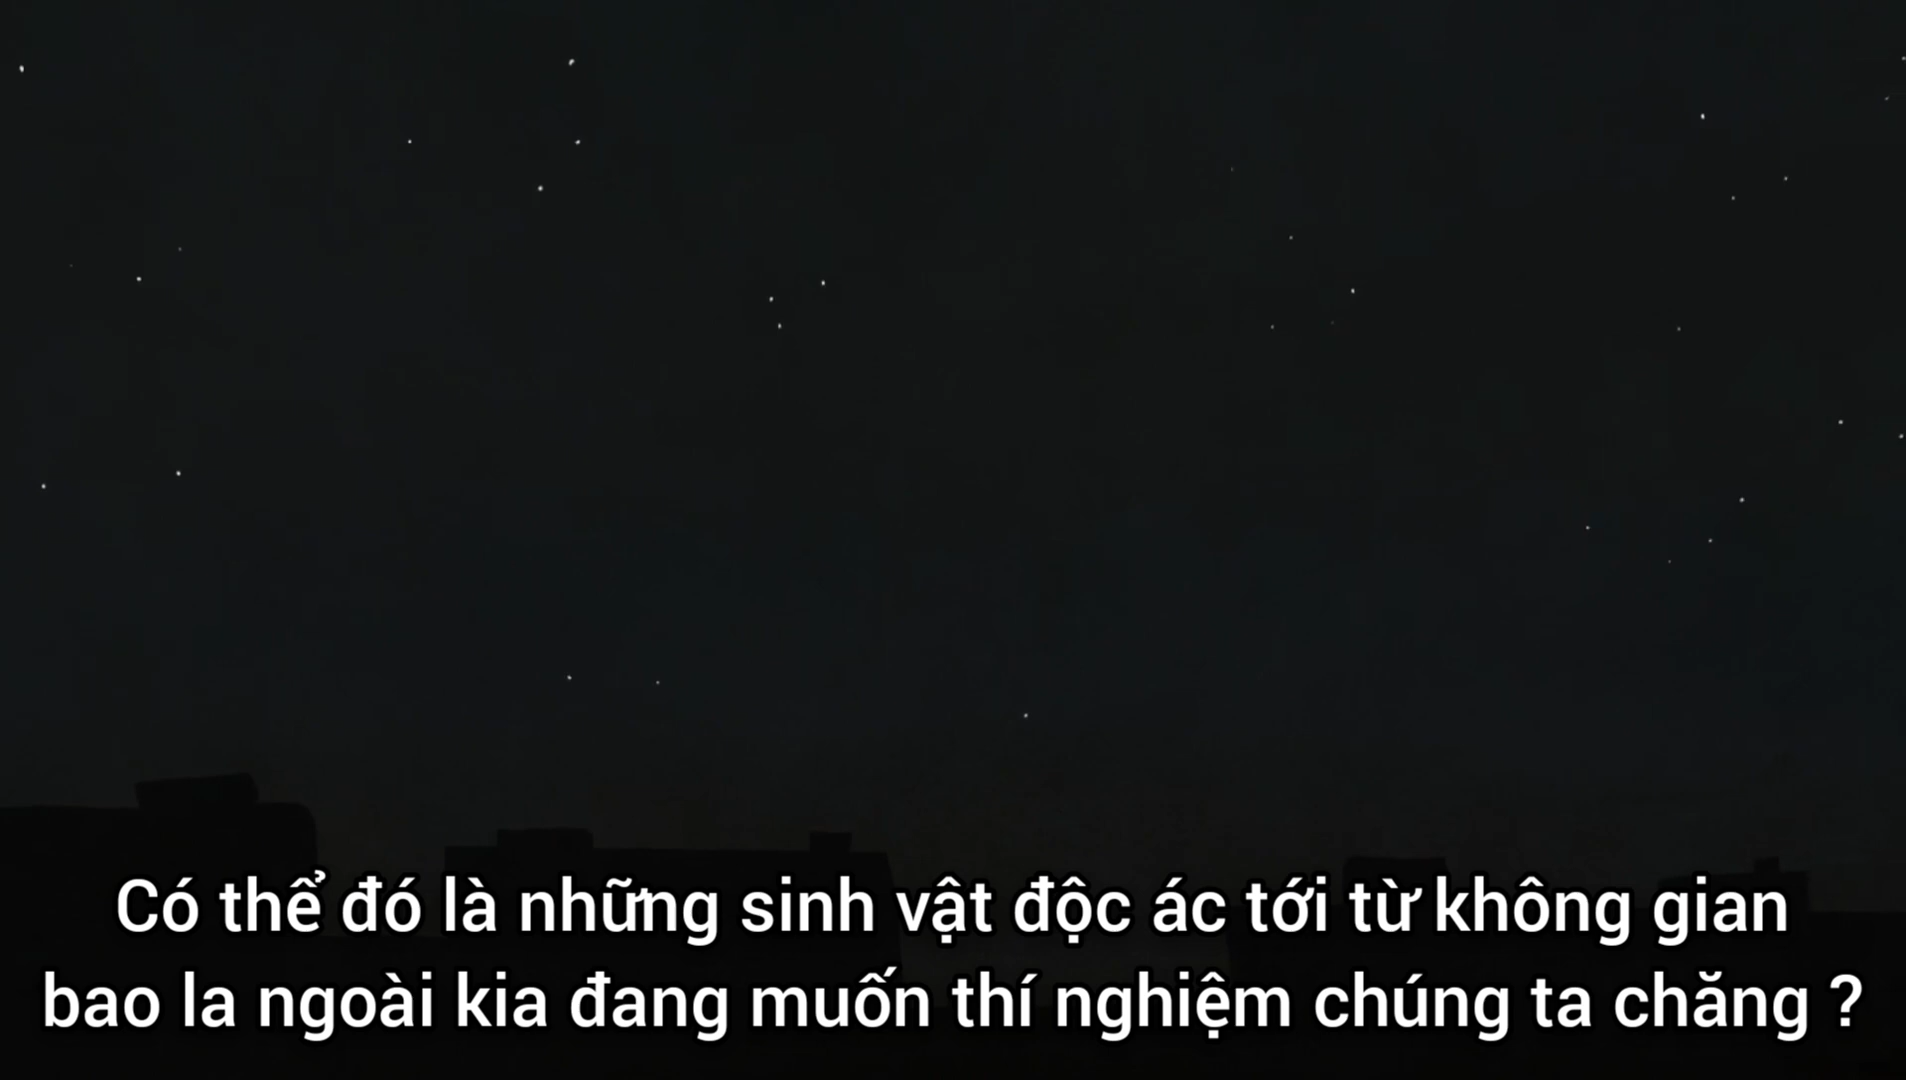 Có thể đó là những sinh vật độc ác tới từ không gian
bao la ngoài kia đang muốn thí nghiệm chúng ta chăng ?